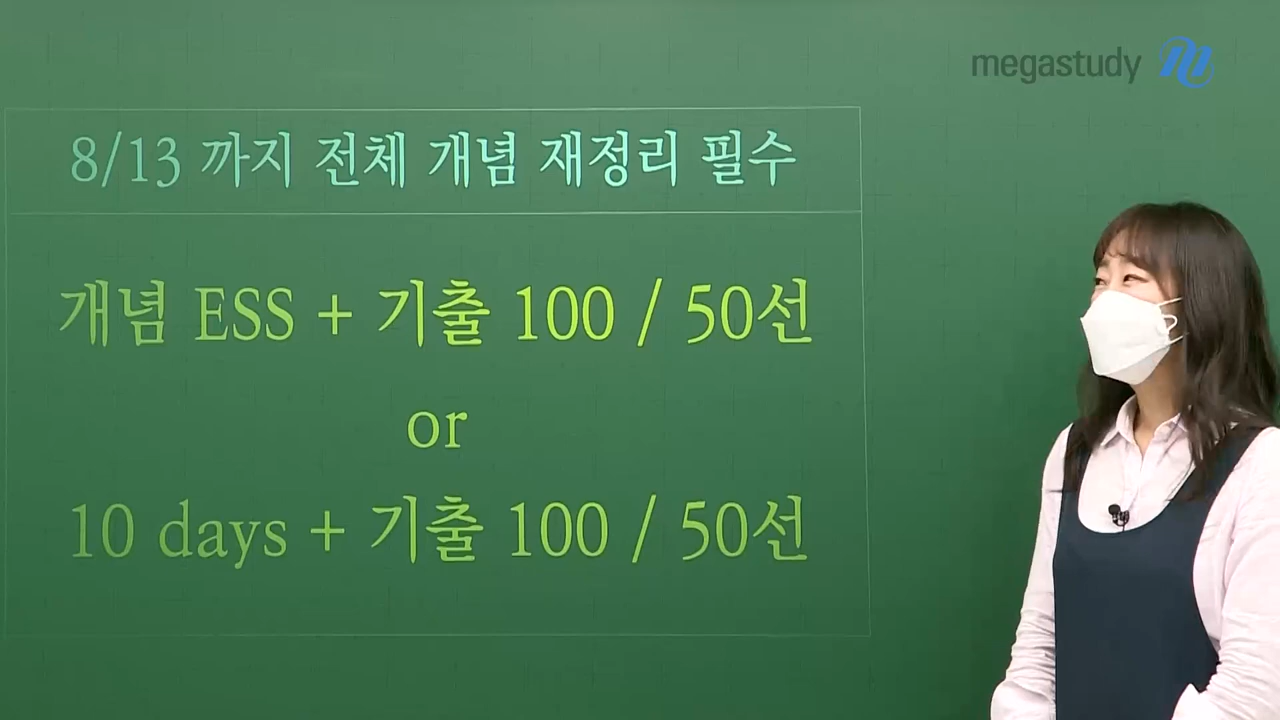 megastudy
8/13 까지 전체 개념 재정리 필수
개념 ESS + 기출 100 / 50선
or
10 days + 기출 100 / 50선